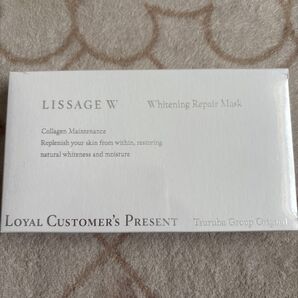 LISSAGE W Whitening Repair Mask
Collagen Maintenance
Replenish your skin from within, restoring
natural whiteness and moisture
LOYAL CUSTOMER'S PRESENT Tsuruha Group Original